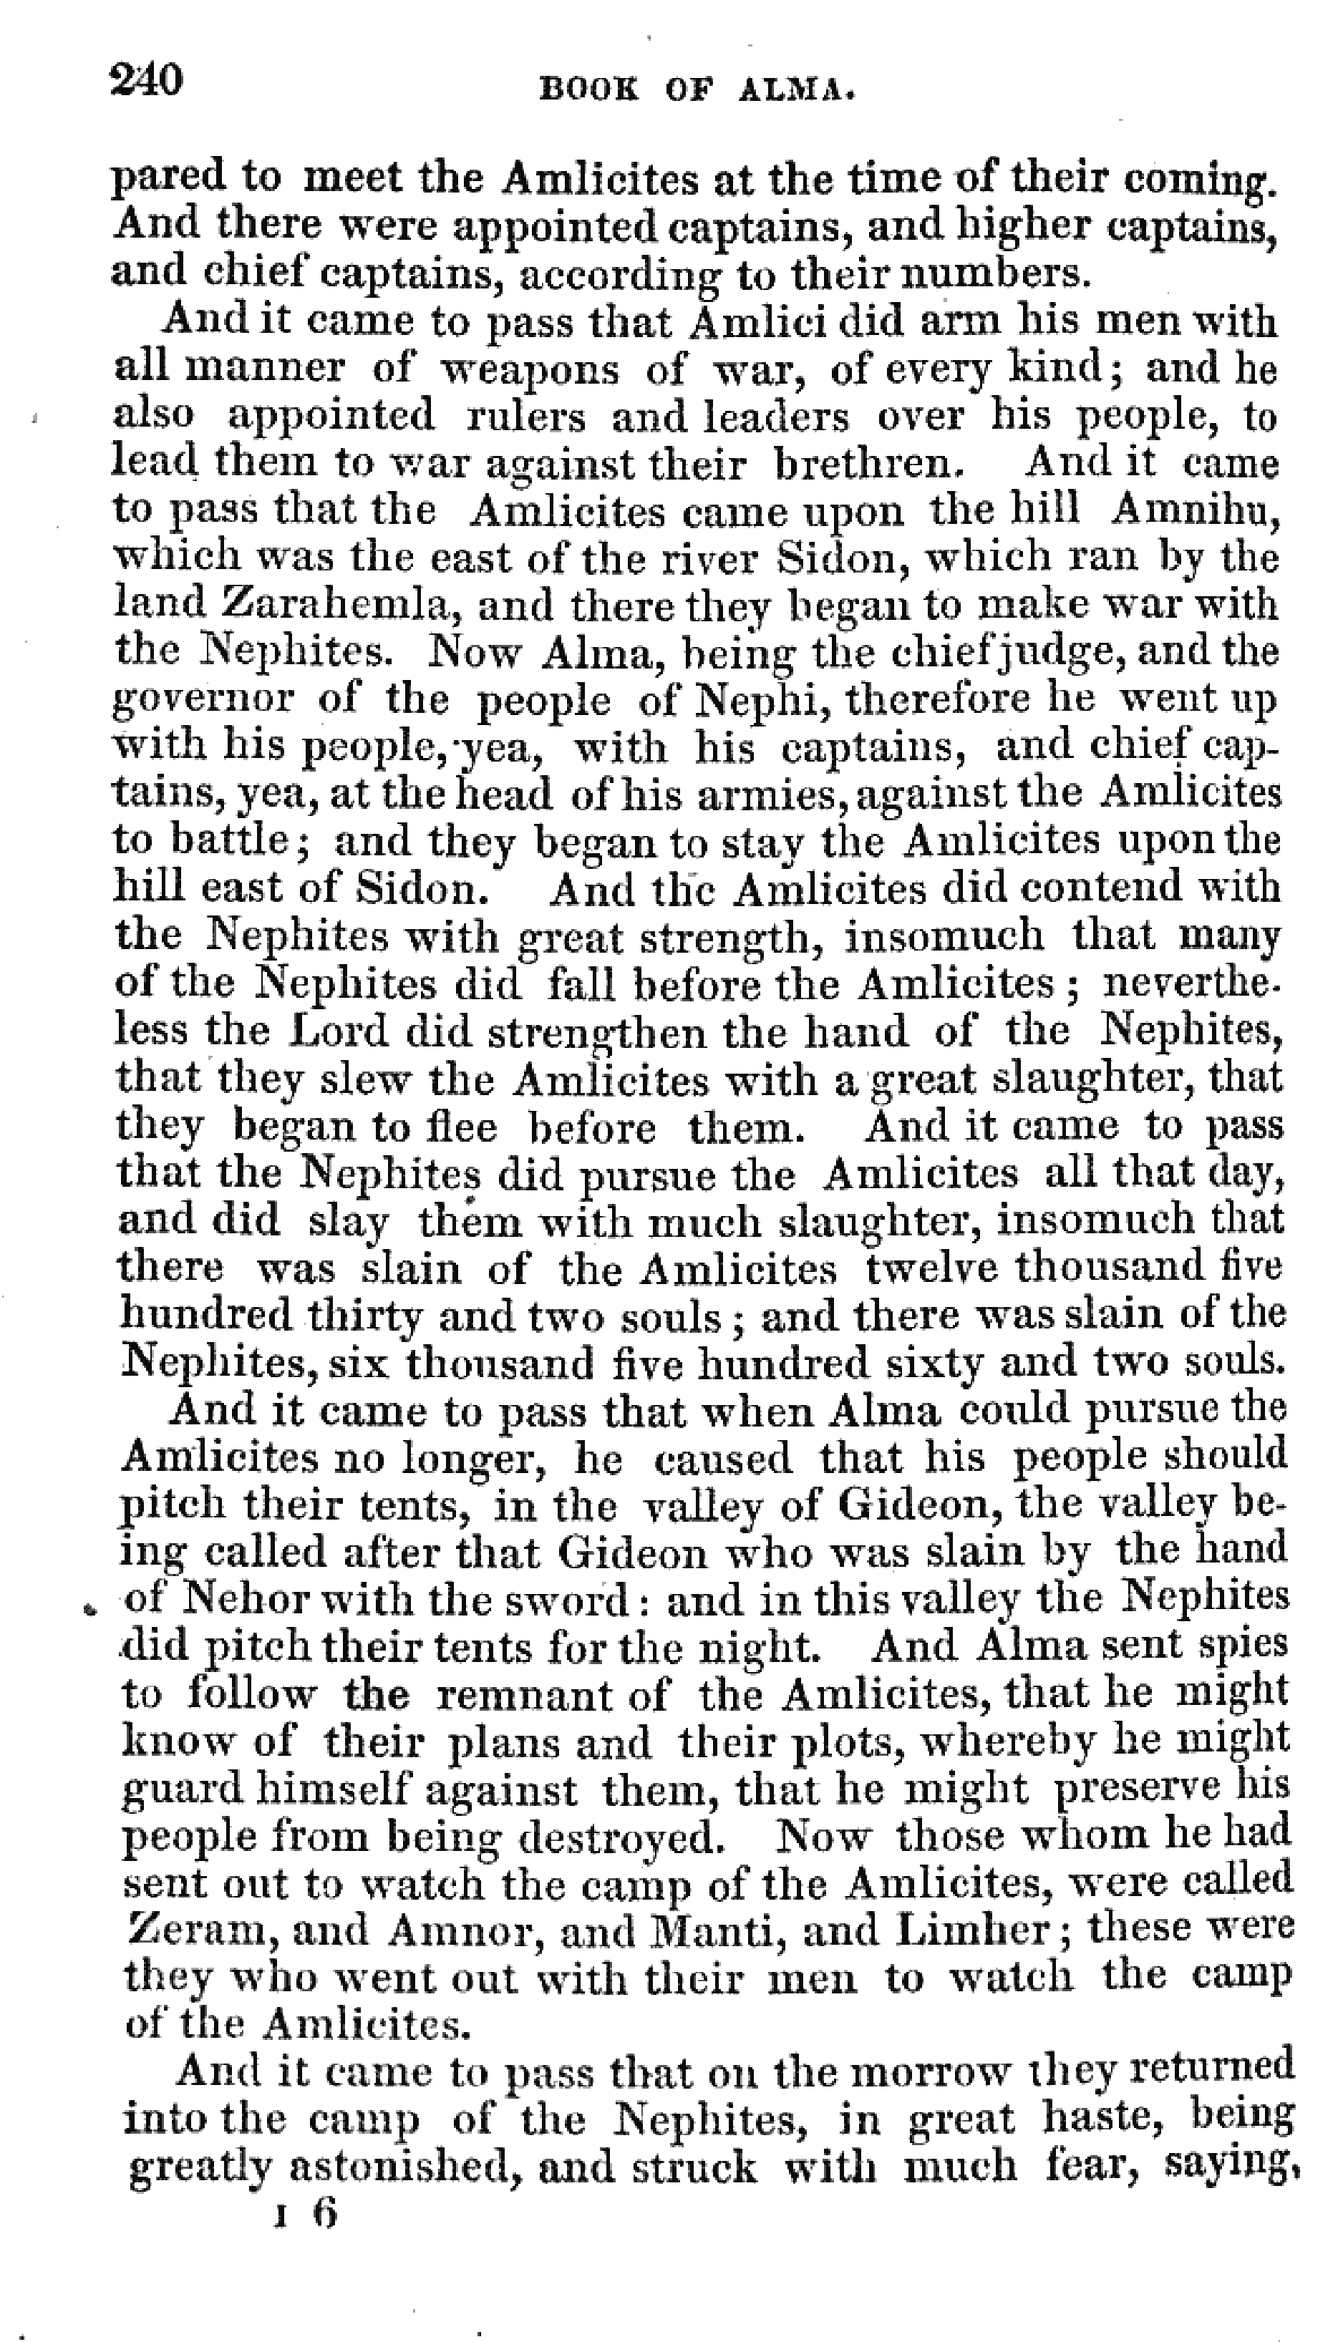 240
BOOK OF ALMA.
pared to meet the Amlicites at the time of their coming.
And there were appointed captains, and higher captains,
and chief captains, according to their numbers.
And it came to pass that Amlici did arm his men with
all manner of weapons of war, of every kind; and he
also appointed rulers and leaders over his people, to
lead them to war against their brethren. And it came
to pass that the Amlicites came upon the hill Amnihu,
which was the east of the river Sidon, which ran by the
land Zarahemla, and there they began to make war with
the Nephites. Now Alma, being the chief judge, and the
governor of the people of Nephi, therefore he went up
with his people, yea, with his captains, and chief cap-
tains, yea, at the head of his armies, against the Amlicites
to battle; and they began to stay the Amlicites upon the
hill east of Sidon. And the Amlicites did contend with
the Nephites with great strength, insomuch that many
of the Nephites did fall before the Amlicites; neverthe-
less the Lord did strengthen the hand of the Nephites,
that they slew the Amlicites with a great slaughter, that
they began to flee before them. And it came to pass
that the Nephites did pursue the Amlicites all that day,
and did slay them with much slaughter, insomuch that
there was slain of the Amlicites twelve thousand five
hundred thirty and two souls; and there was slain of the
Nephites, six thousand five hundred sixty and two souls.
And it came to pass that when Alma could pursue the
Amlicites no longer, he caused that his people should
pitch their tents, in the valley of Gideon, the valley be-
ing called after that Gideon who was slain by the hand
of Nehor with the sword: and in this valley the Nephites
did pitch their tents for the night. And Alma sent spies
to follow the remnant of the Amlicites, that he might
know of their plans and their plots, whereby he might
guard himself against them, that he might preserve his
people from being destroyed. Now those whom he had
sent out to watch the camp of the Amlicites, were called
Zeram, and Amnor, and Manti, and Limher; these were
they who went out with their men to watch the camp
of the Amlicites.
And it came to pass that on the morrow they returned
into the camp of the Nephites, in great haste, being
greatly astonished, and struck with much fear, saying,
I 6